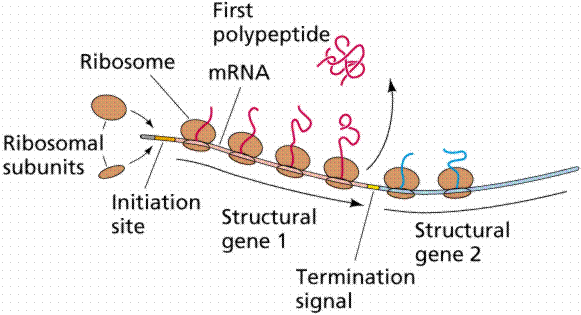 First
polypeptide
Ribosome
mRNA
Ribosomal
subunits
Initiation
site
Structural
gene 1
Structural
gene 2
Termination
signal